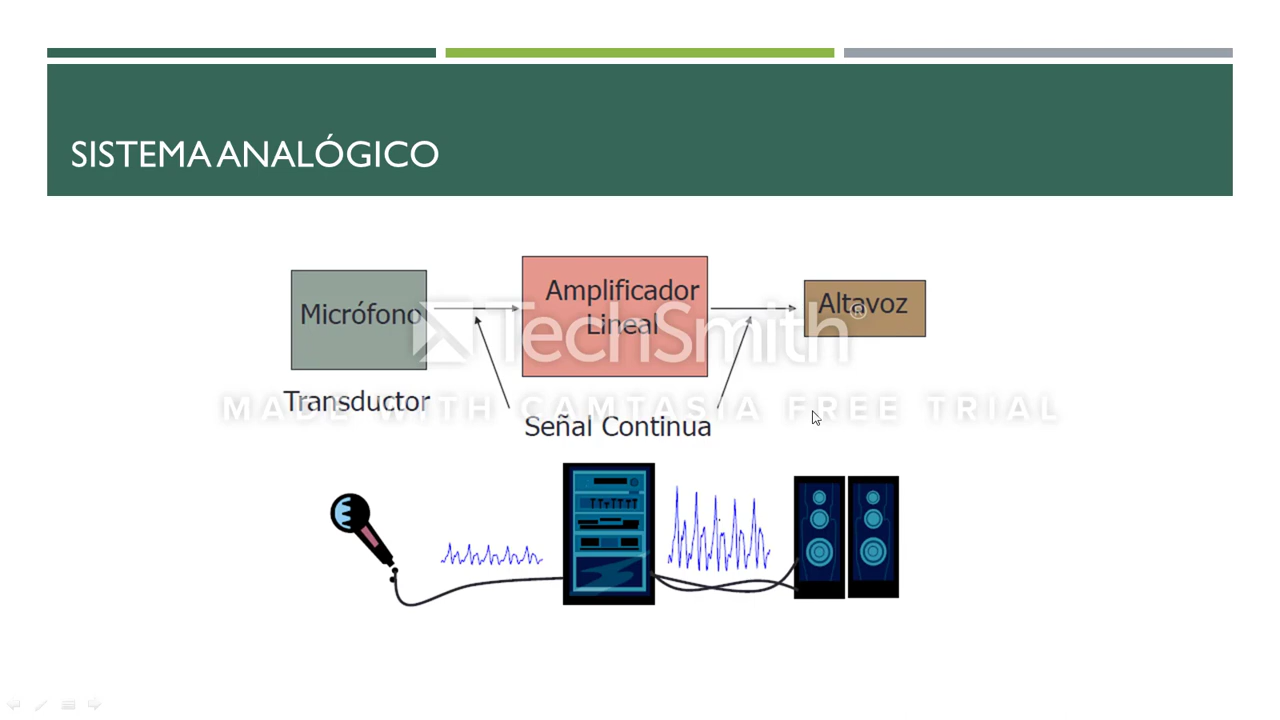 SISTEMA ANALÓGICO
Micrófono
Amplificador
Lineal
Altavoz
TechSmith®
MADE WITH CAMTASIA FREE TRIAL
Transductor
Señal Continua